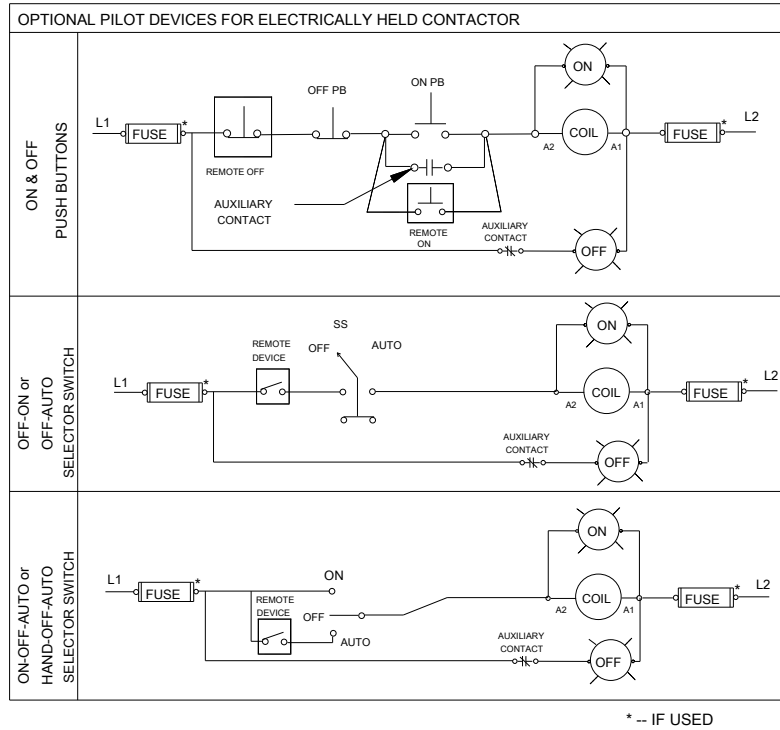 OPTIONAL PILOT DEVICES FOR ELECTRICALLY HELD CONTACTOR
ON & OFF
PUSH BUTTONS
L1
FUSE
*
REMOTE OFF
OFF PB
ON PB
AUXILIARY
CONTACT
REMOTE
ON
AUXILIARY
CONTACT
ON
COIL
A2
A1
OFF
FUSE
*
L2
OFF-ON or
OFF-AUTO
SELECTOR SWITCH
L1
FUSE
*
REMOTE
DEVICE
SS
OFF
AUTO
AUXILIARY
CONTACT
ON
COIL
A2
A1
OFF
FUSE
*
L2
ON-OFF-AUTO or
HAND-OFF-AUTO
SELECTOR SWITCH
L1
FUSE
*
REMOTE
DEVICE
ON
OFF
AUTO
AUXILIARY
CONTACT
ON
COIL
A2
A1
OFF
FUSE
*
L2
* -- IF USED